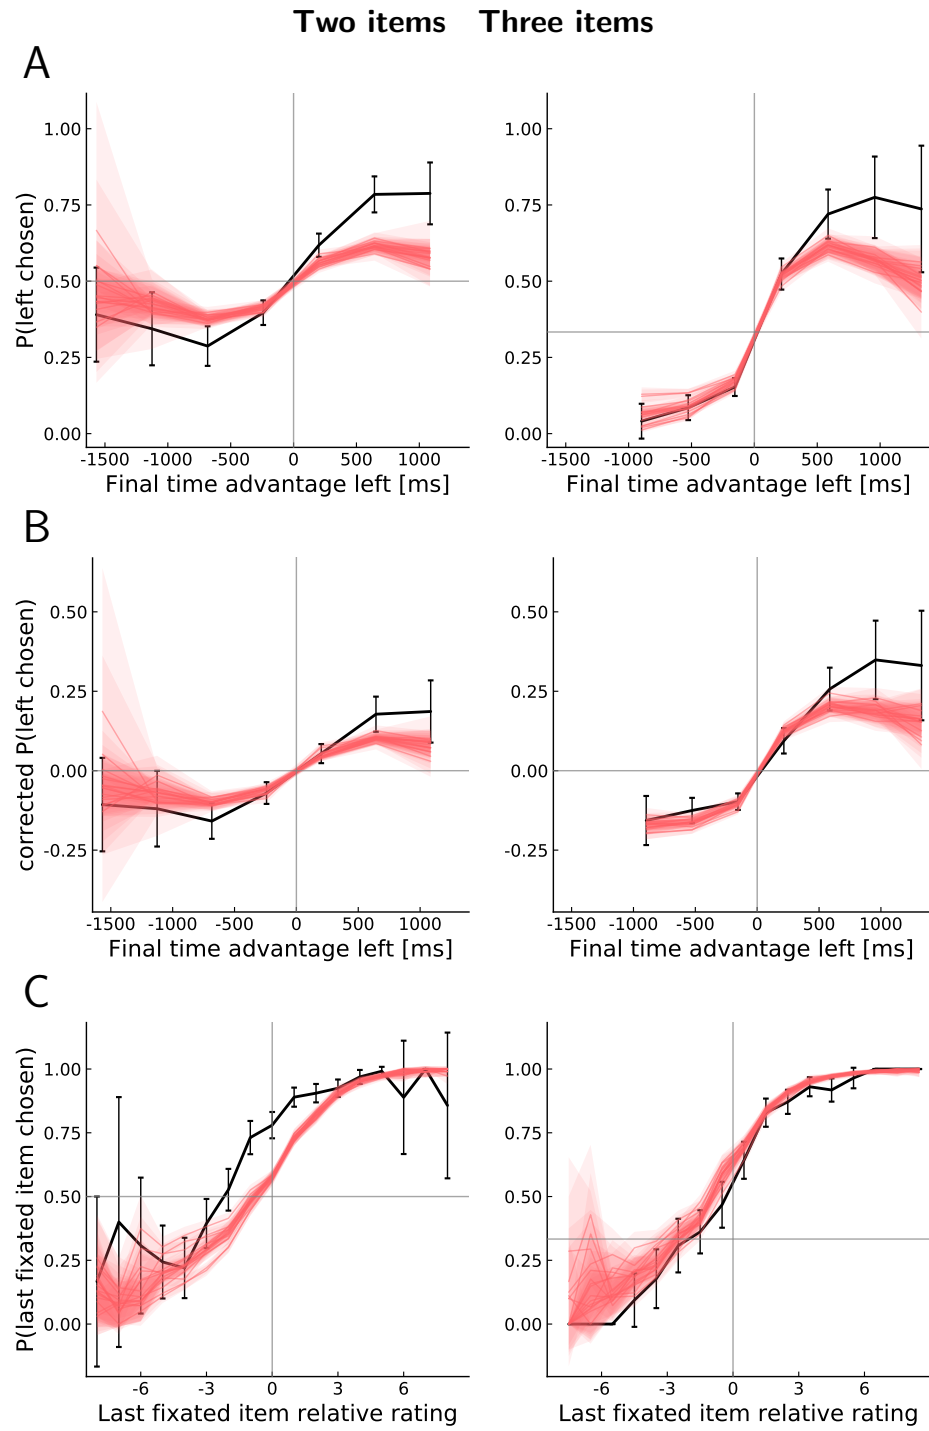 Two items Three items
A
P(left chosen)
1.00
0.75
0.50
0.25
0.00
-1500 -1000 -500 0 500 1000
Final time advantage left [ms]
-1500 -1000 -500 0 500 1000
Final time advantage left [ms]
B
corrected P(left chosen)
0.50
0.25
0.00
-0.25
-1500 -1000 -500 0 500 1000
Final time advantage left [ms]
0.50
0.25
0.00
-0.25
-1500 -1000 -500 0 500 1000
Final time advantage left [ms]
C
P(last fixated item chosen)
1.00
0.75
0.50
0.25
0.00
-6 -3 0 3 6
Last fixated item relative rating
1.00
0.75
0.50
0.25
0.00
-6 -3 0 3 6
Last fixated item relative rating
1.00
0.75
0.50
0.25
0.00